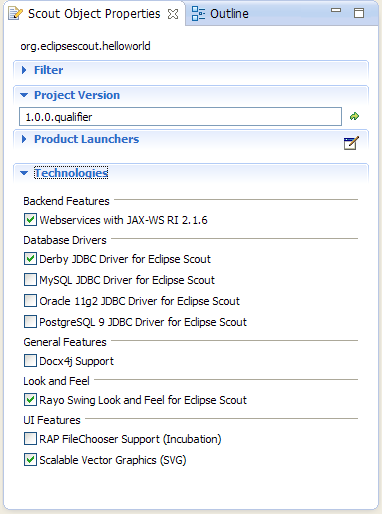 Scout Object Properties
Outline
org.eclipsescout.helloworld
Filter
Project Version
1.0.0.qualifier
Product Launchers
Technologies
Backend Features
Webservices with JAX-WS RI 2.1.6
Database Drivers
Derby JDBC Driver for Eclipse Scout
MySQL JDBC Driver for Eclipse Scout
Oracle 11g2 JDBC Driver for Eclipse Scout
PostgreSQL 9 JDBC Driver for Eclipse Scout
General Features
Docx4j Support
Look and Feel
Rayo Swing Look and Feel for Eclipse Scout
UI Features
RAP FileChooser Support (Incubation)
Scalable Vector Graphics (SVG)